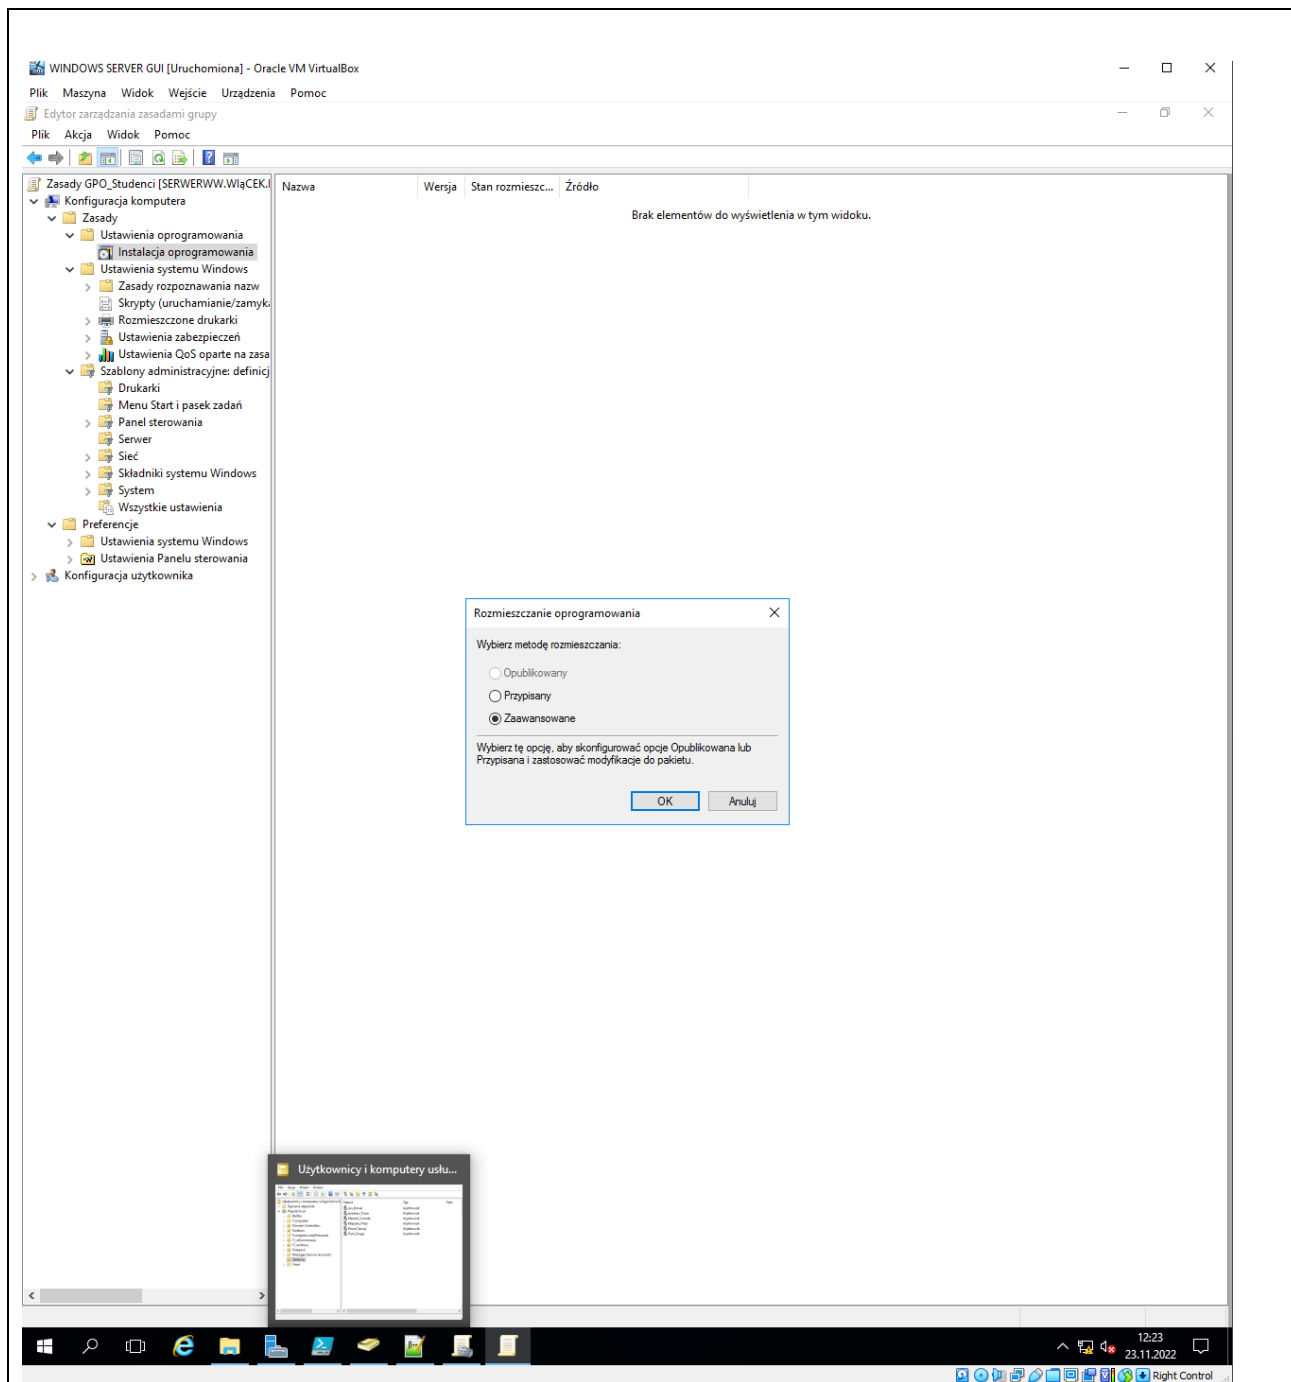 WINDOWS SERVER GUI [Uruchomiona] - Oracle VM VirtualBox
Plik Maszyna Widok Wejście Urządzenia Pomoc
Edytor zarządzania zasadami grupy
Plik Akcja Widok Pomoc
Zasady GPO_Studenci [SERWERWW.WIąCEK.l
Konfiguracja komputera
Zasady
Ustawienia oprogramowania
Instalacja oprogramowania
Ustawienia systemu Windows
Zasady rozpoznawania nazw
Skrypty (uruchamianie/zamyka
Rozmieszczone drukarki
Ustawienia zabezpieczeń
Ustawienia QoS oparte na zasa
Szablony administracyjne: definicj
Drukarki
Menu Start i pasek zadań
Panel sterowania
Serwer
Sieć
Składniki systemu Windows
System
Wszystkie ustawienia
Preferencje
Ustawienia systemu Windows
Ustawienia Panelu sterowania
Konfiguracja użytkownika
Nazwa Wersja Stan rozmieszc... Źródło
Brak elementów do wyświetlenia w tym widoku.
Rozmieszczanie oprogramowania
Wybierz metodę rozmieszczania:
Opublikowany
Przypisany
Zaawansowane
Wybierz tę opcję, aby skonfigurować opcje Opublikowana lub
Przypisana i zastosować modyfikacje do pakietu.
OK Anuluj
Użytkownicy i komputery usłu...
12:23
23.11.2022
Right Control